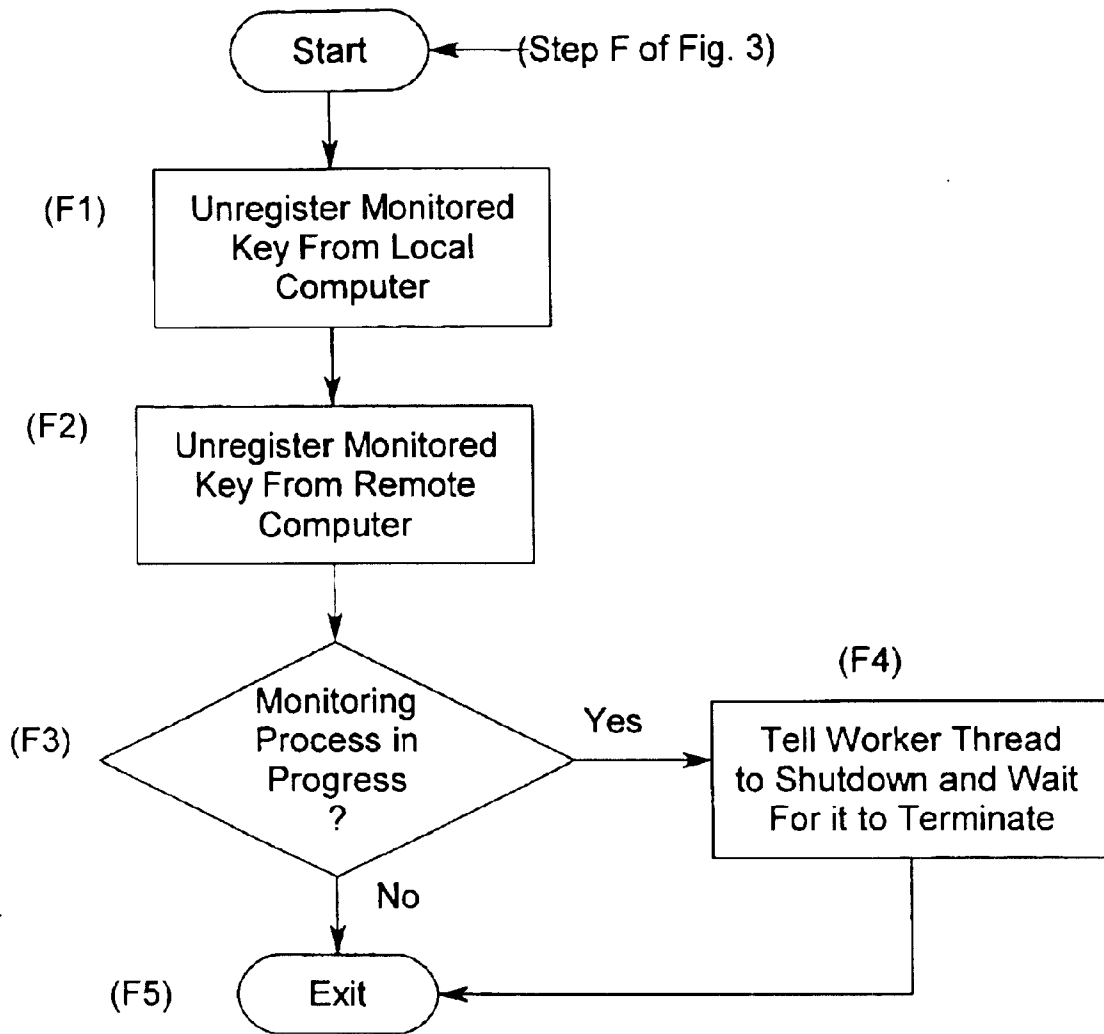 Start
(Step F of Fig. 3)
(F1)
Unregister Monitored
Key From Local
Computer
(F2)
Unregister Monitored
Key From Remote
Computer
(F3)
Monitoring
Process in
Progress
?
Yes
(F4)
Tell Worker Thread
to Shutdown and Wait
For it to Terminate
No
(F5)
Exit